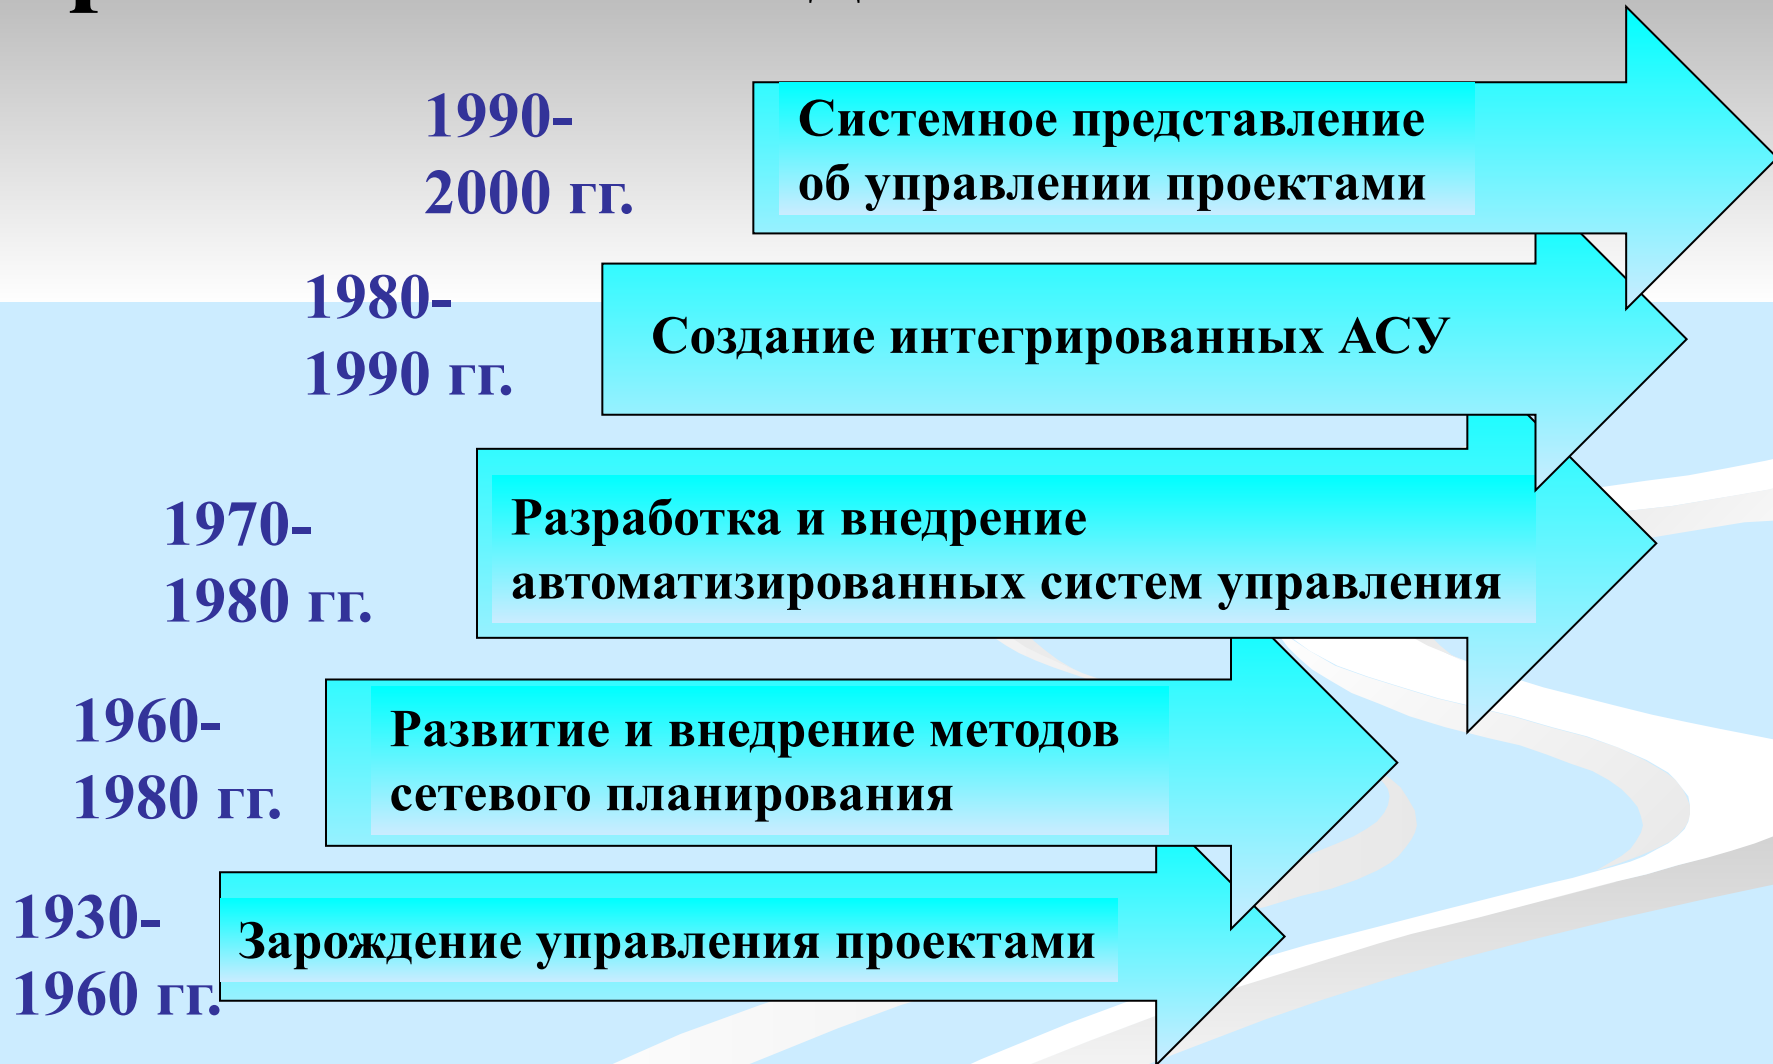 1990-
2000 гг.
Системное представление
об управлении проектами
1980-
1990 гг.
Создание интегрированных АСУ
1970-
1980 гг.
Разработка и внедрение
автоматизированных систем управления
1960-
1980 гг.
Развитие и внедрение методов
сетевого планирования
1930-
1960 гг.
Зарождение управления проектами